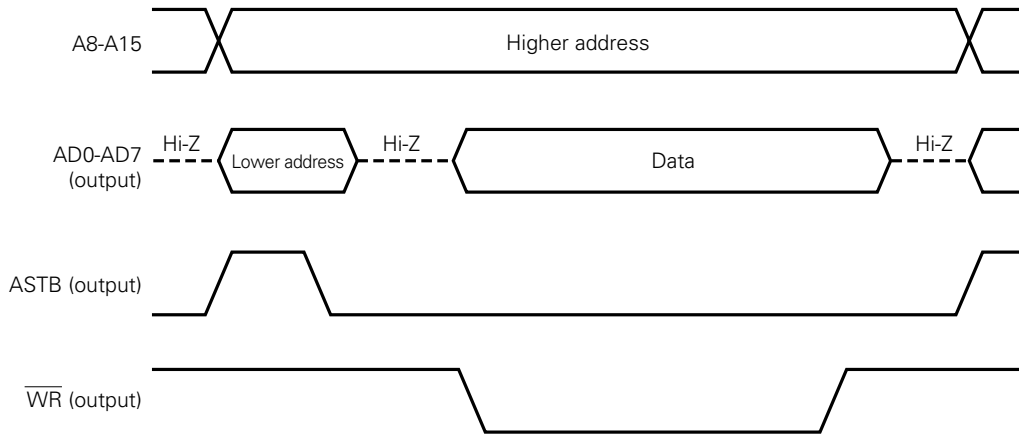 A8-A15
Higher address
Hi-Z
Hi-Z
Hi-Z
AD0-AD7
(output)
Lower address
Data
ASTB (output)
WR (output)